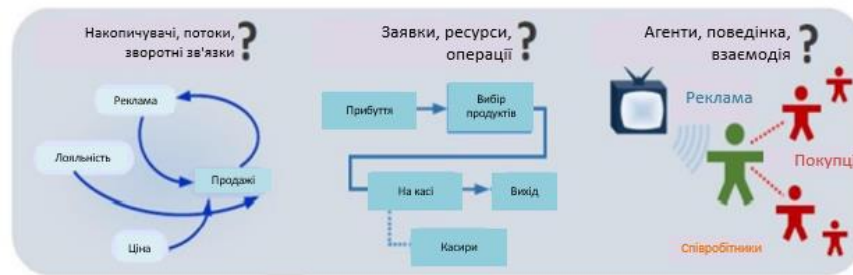 Накопичувачі, потоки,
зворотні зв'язки
?
Реклама
Лояльність
Продажі
Ціна
Заявки, ресурси,
операції
?
Прибуття
Вибір
продуктів
На касі
Вихід
Касири
Агенти, поведінка,
взаємодія
?
Реклама
Покупці
Співробітники